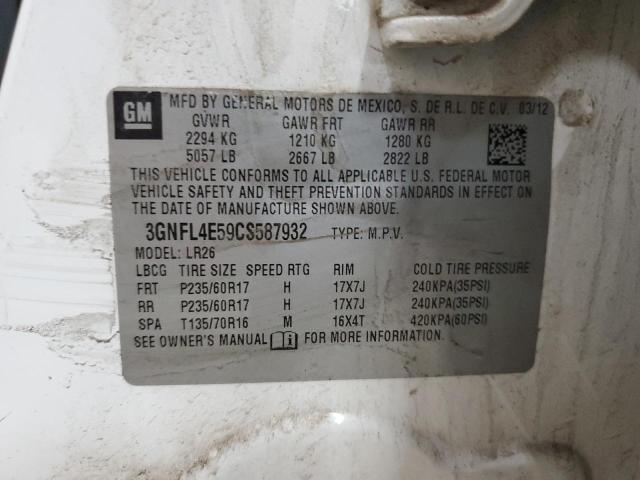 GM
MFD BY GENERAL MOTORS DE MEXICO, S. DE R.L. DE C.V. 03/12
GVWR GAWR FRT GAWR RR
2294 KG 1210 KG 1280 KG
5057 LB 2667 LB 2822 LB
THIS VEHICLE CONFORMS TO ALL APPLICABLE U.S. FEDERAL MOTOR
VEHICLE SAFETY AND THEFT PREVENTION STANDARDS IN EFFECT ON
THE DATE OF MANUFACTURE SHOWN ABOVE.
3GNFL4E59CS587932 TYPE: M.P.V.
MODEL: LR26
LBCG TIRE SIZE SPEED RTG RIM COLD TIRE PRESSURE
FRT P235/60R17 H 17X7J 240KPA(35PSI)
RR P235/60R17 H 17X7J 240KPA(35PSI)
SPA T135/70R16 M 16X4T 420KPA(60PSI)
SEE OWNER'S MANUAL i FOR MORE INFORMATION.